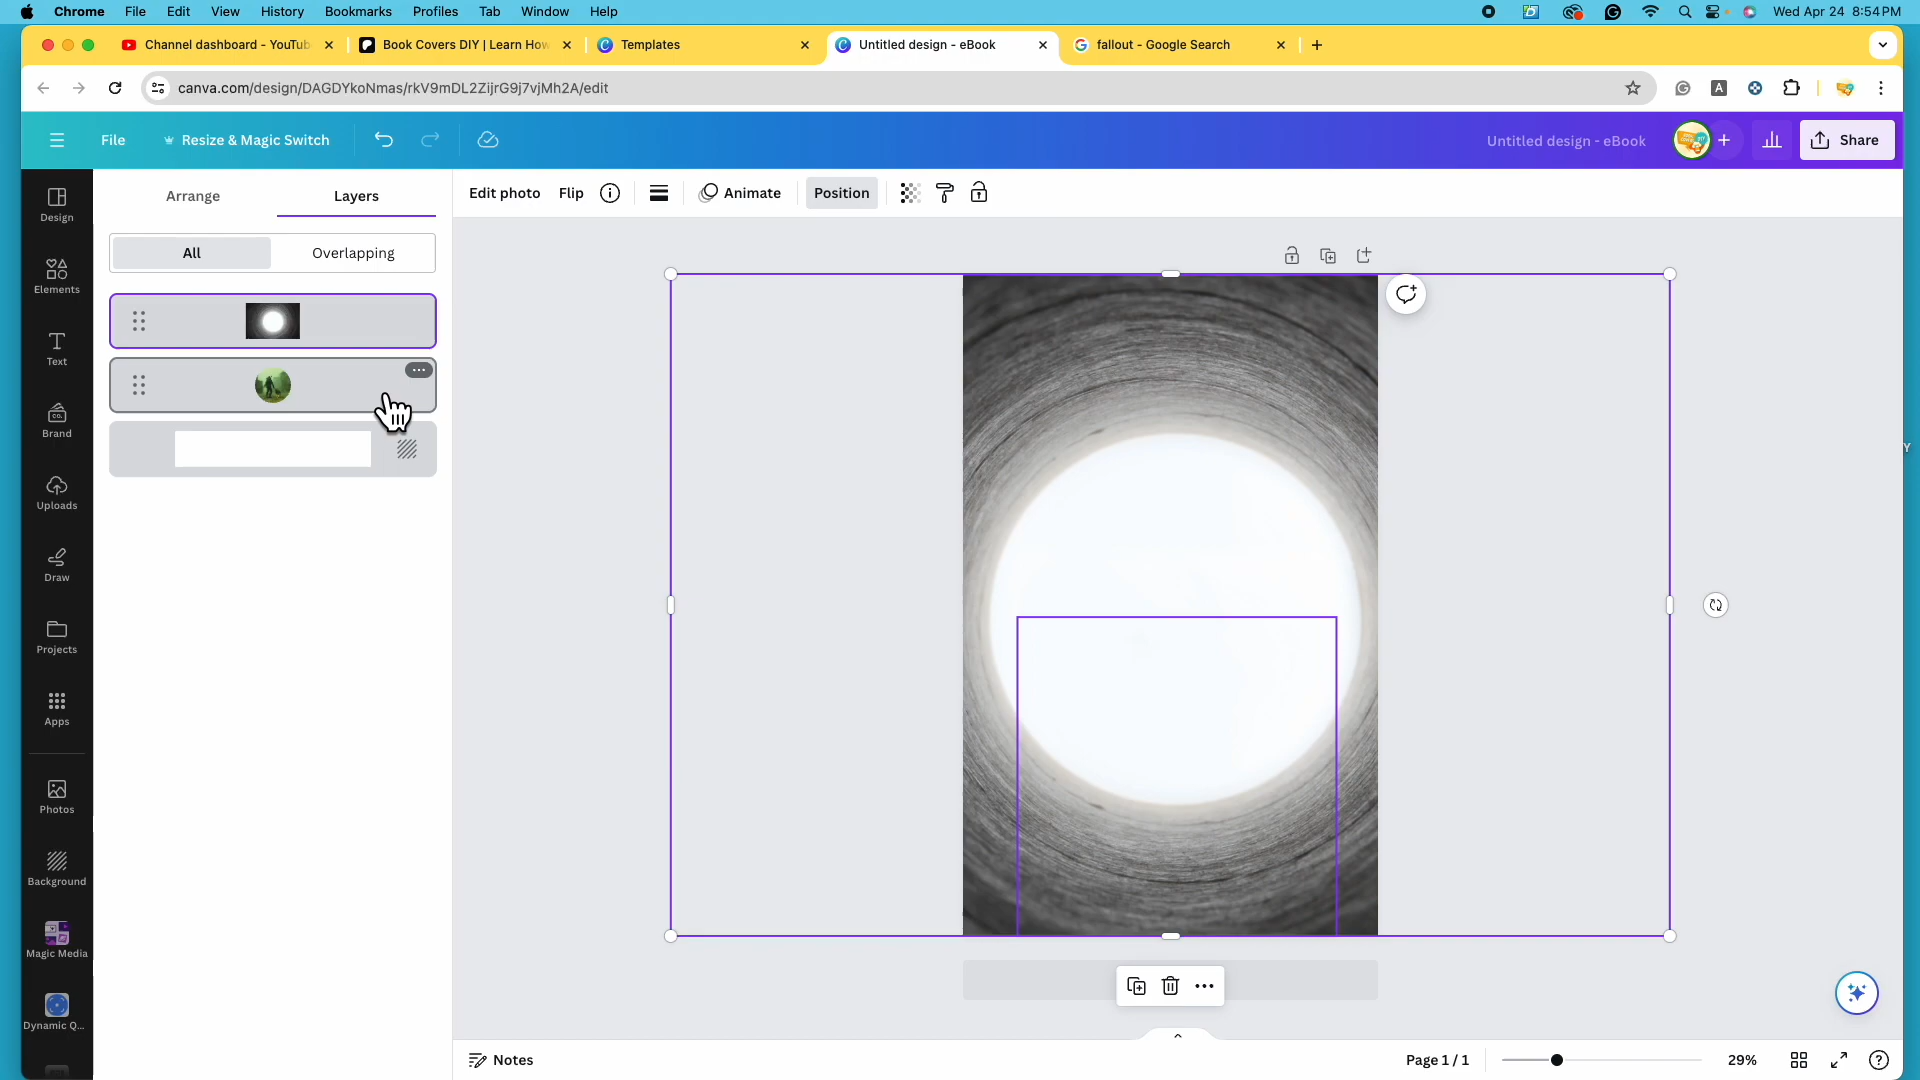 Chrome File Edit View History Bookmarks Profiles Tab Window Help Wed Apr 24 8:54 PM
Channel dashboard - YouTub Book Covers DIY | Learn How Templates Untitled design - eBook fallout - Google Search
canva.com/design/DAGDYkoNmas/rkV9mDL2ZijrG9j7vjMh2A/edit
File Resize & Magic Switch Untitled design - eBook Share
Arrange Layers Edit photo Flip Animate Position
All Overlapping
Design
Elements
Text
Brand
Uploads
Draw
Projects
Apps
Photos
Background
Magic Media
Dynamic Q...
Notes Page 1 / 1 29%